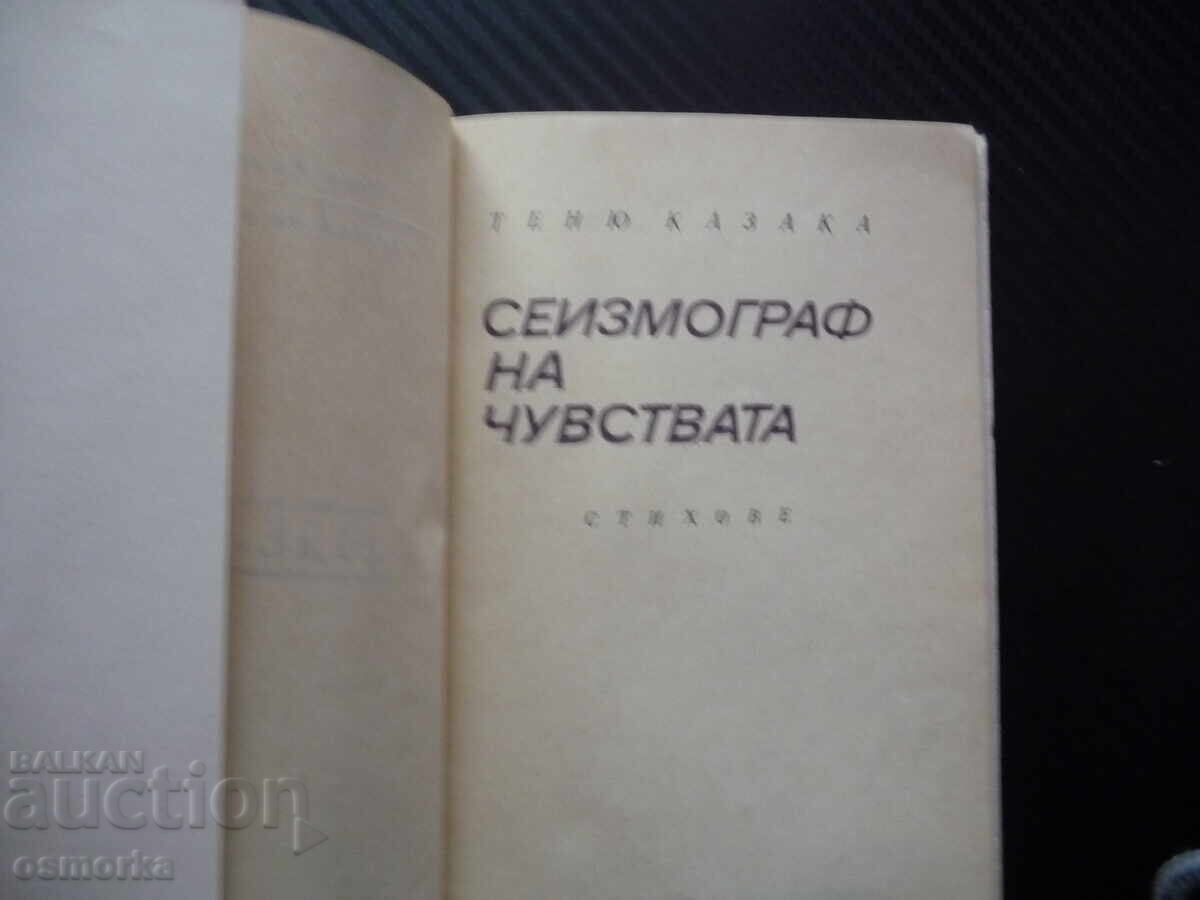 ТЕНЮ КАЗАКА
СЕИЗМОГРАФ
НА
ЧУВСТВАТА
СТИХОВЕ
BALKAN
auction
osmorka